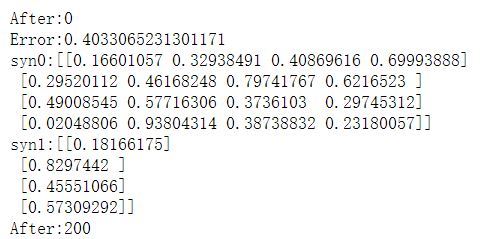 After:0
Error:0.4033065231301171
syn0:[[0.16601057 0.32938491 0.40869616 0.69993888]
 [0.29520112 0.46168248 0.79741767 0.6216523 ]
 [0.49008545 0.57716306 0.3736103  0.29745312]
 [0.02048806 0.93804314 0.38738832 0.23180057]]
syn1:[[0.18166175]
 [0.8297442 ]
 [0.45551066]
 [0.57309292]]
After:200